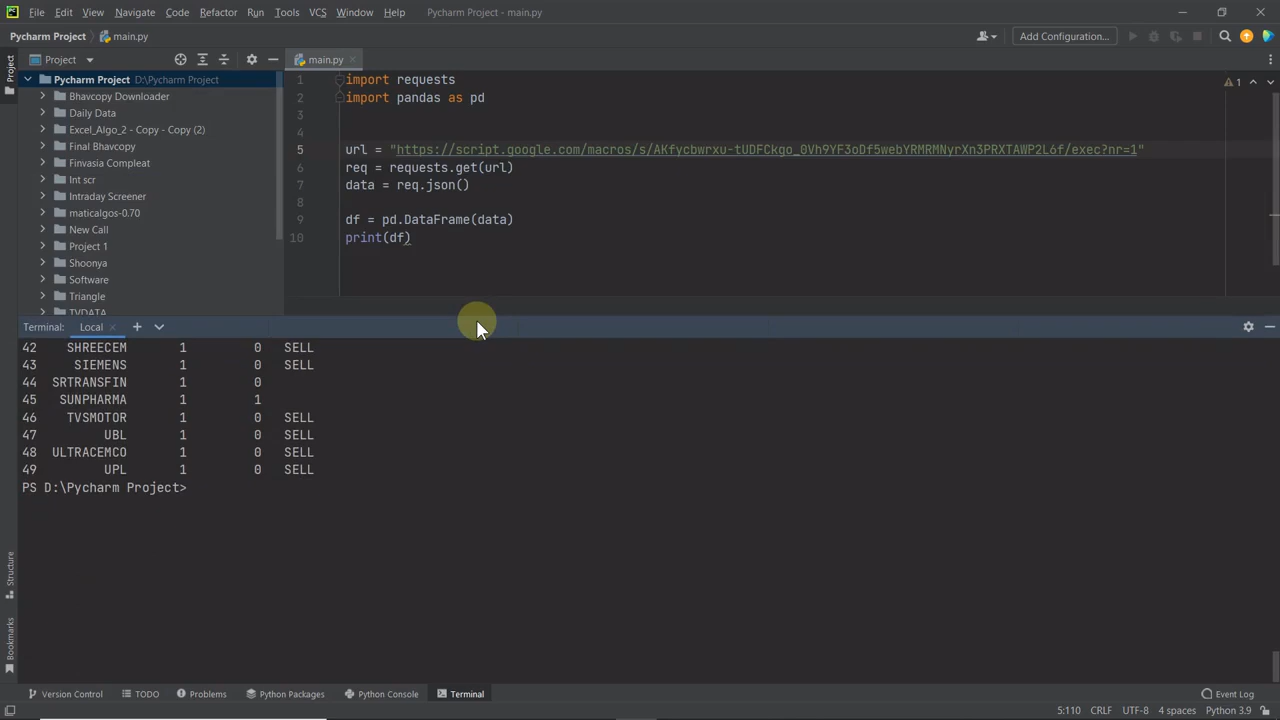 File Edit View Navigate Code Refactor Run Tools VCS Window Help Pycharm Project - main.py
Pycharm Project main.py Add Configuration...
Project main.py
Project
Pycharm Project D:\Pycharm Project
Bhavcopy Downloader
Daily Data
Excel_Algo_2 - Copy - Copy (2)
Final Bhavcopy
Finvasia Compleat
Int scr
Intraday Screener
maticalgos-0.70
New Call
Project 1
Shoonya
Software
Triangle
TVDATA
1 import requests
2 import pandas as pd
3
4
5 url = "https://script.google.com/macros/s/AKfycbwrxu-tUDFCkgo_0Vh9YF3oDf5webYRMRMNyrXn3PRXTAWP2L6f/exec?nr=1"
6 req = requests.get(url)
7 data = req.json()
8
9 df = pd.DataFrame(data)
10 print(df)
1
Terminal: Local
42 SHREECEM 1 0 SELL
43 SIEMENS 1 0 SELL
44 SRTRANSFIN 1 0
45 SUNPHARMA 1 1
46 TVSMOTOR 1 0 SELL
47 UBL 1 0 SELL
48 ULTRACEMCO 1 0 SELL
49 UPL 1 0 SELL
PS D:\Pycharm Project>
Structure
Bookmarks
Version Control TODO Problems Python Packages Python Console Terminal Event Log
5:110 CRLF UTF-8 4 spaces Python 3.9